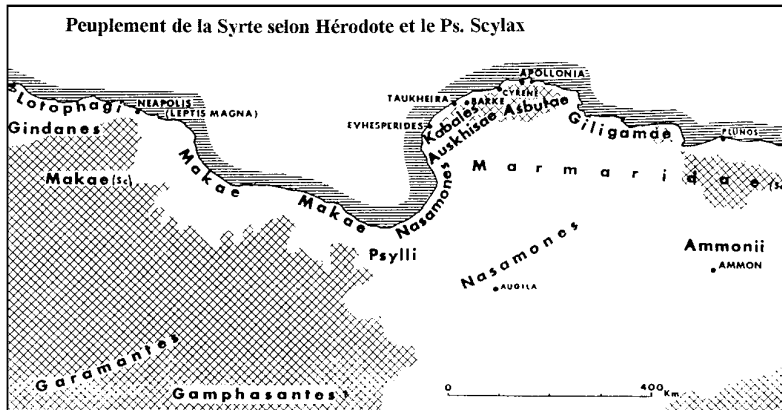 Peuplement de la Syrte selon Hérodote et le Ps. Scylax
APOLLONIA
Lotophagi
NEAPOLIS
(LEPTIS MAGNA)
TAUKHEIRA
BARKE
CYRENE
Gindanes
EVHESPERIDES
Kabales
Auskhisae
Asbutae
Giligamae
PLUNOS
Makae (Sc)
Makae
Makae
Nasamones
Marmaridae (Sc
Psylli
Nasamones
Ammonii
AMMON
AUGILA
Garamantes
Gamphasantes
0
400
Km